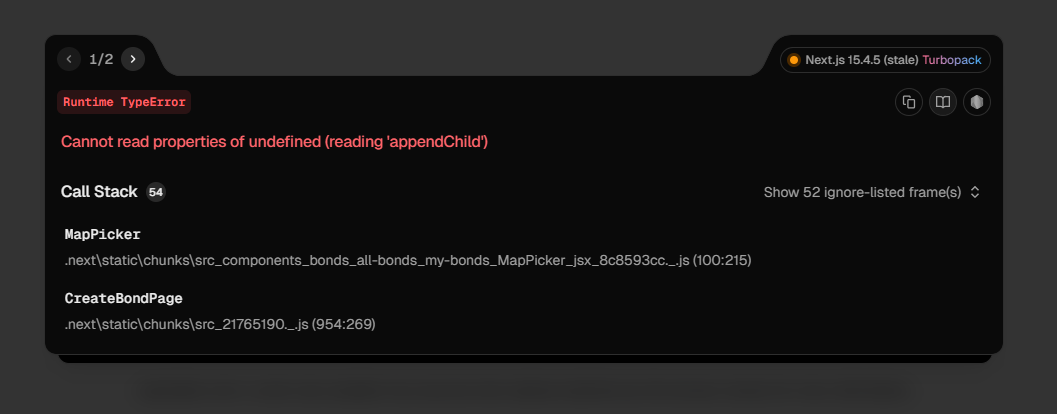 1/2
Next.js 15.4.5 (stale) Turbopack
Runtime TypeError
Cannot read properties of undefined (reading 'appendChild')
Call Stack 54
Show 52 ignore-listed frame(s)
MapPicker
.next\static\chunks\src_components_bonds_all-bonds_my-bonds_MapPicker_jsx_8c8593cc._.js (100:215)
CreateBondPage
.next\static\chunks\src_21765190._.js (954:269)